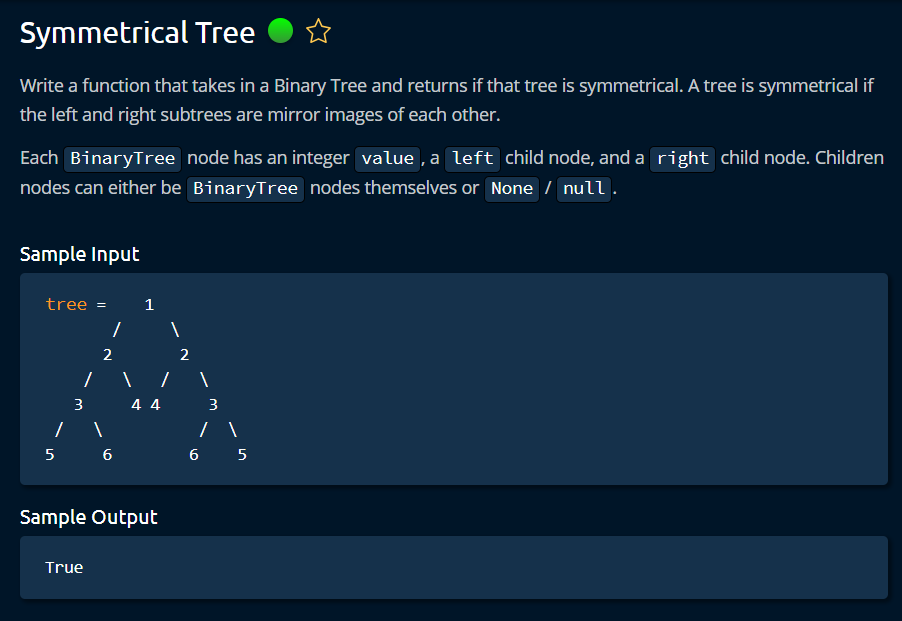 Symmetrical Tree
Write a function that takes in a Binary Tree and returns if that tree is symmetrical. A tree is symmetrical if
the left and right subtrees are mirror images of each other.
Each BinaryTree node has an integer value , a left child node, and a right child node. Children
nodes can either be BinaryTree nodes themselves or None / null .
Sample Input
tree =    1
       /     \
      2       2
    /   \   /   \
   3     4 4     3
 /   \          / \
5     6        6    5
Sample Output
True